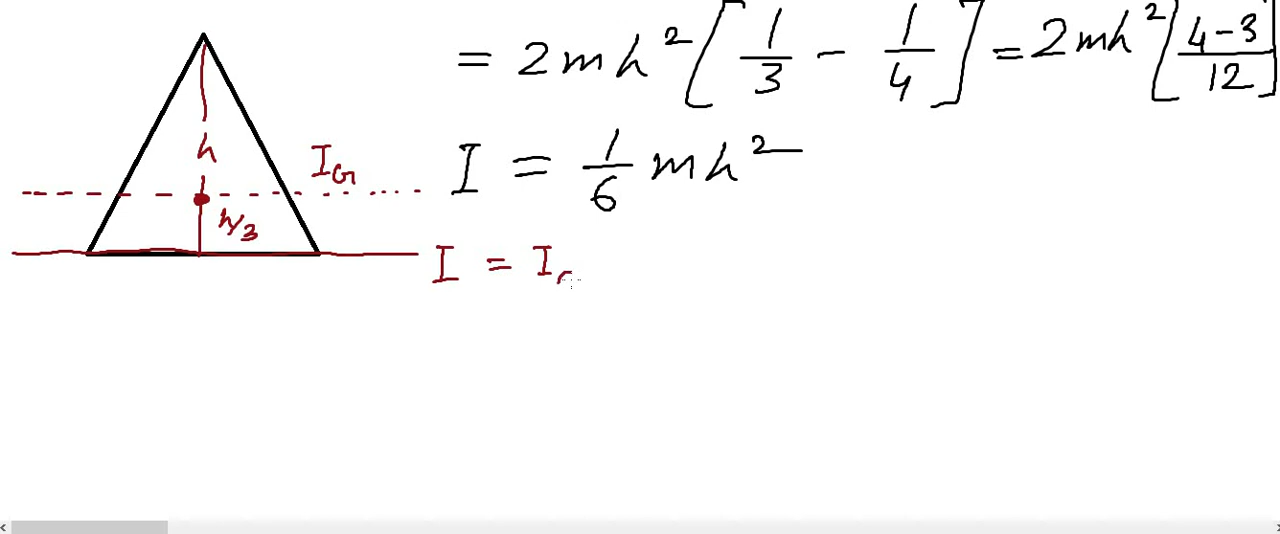 = 2mh²[1/3 - 1/4] = 2mh²[4-3/12]
I = 1/6 mh²
h
I_G
h/3
I = I